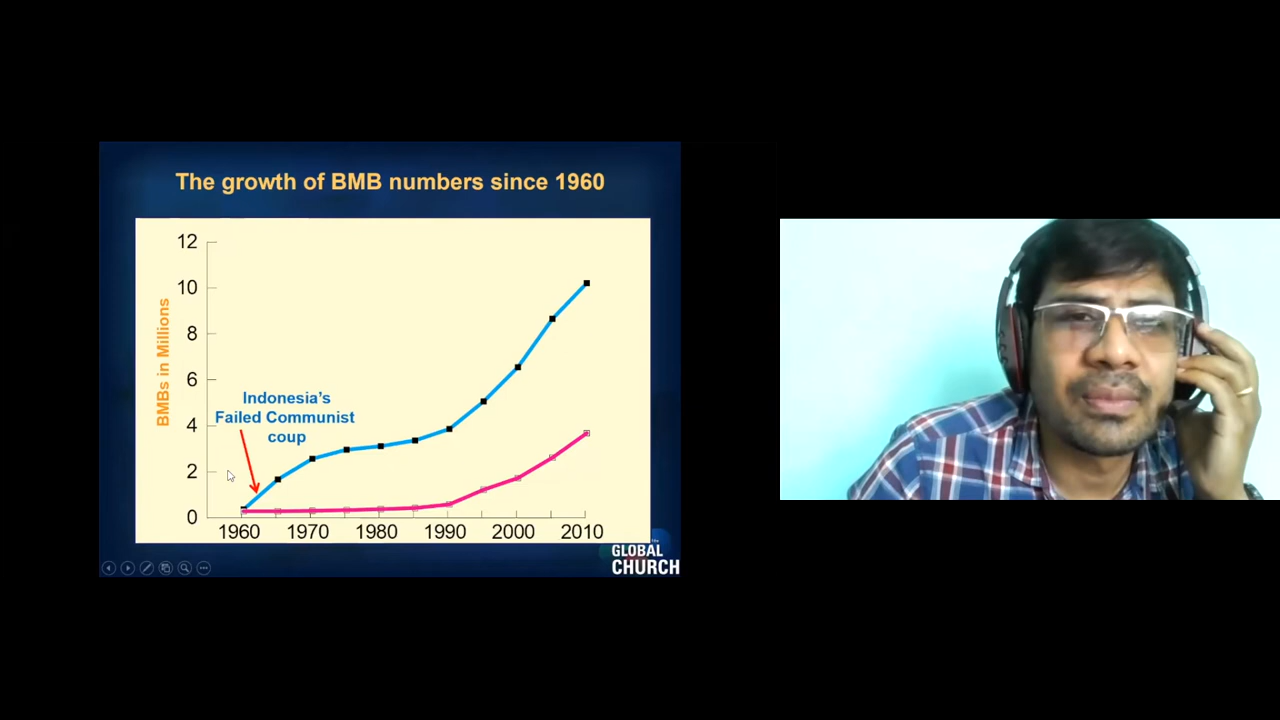 The growth of BMB numbers since 1960
12
10
8
6
4
2
0
BMBs in Millions
Indonesia's
Failed Communist
coup
1960 1970 1980 1990 2000 2010
GLOBAL
CHURCH